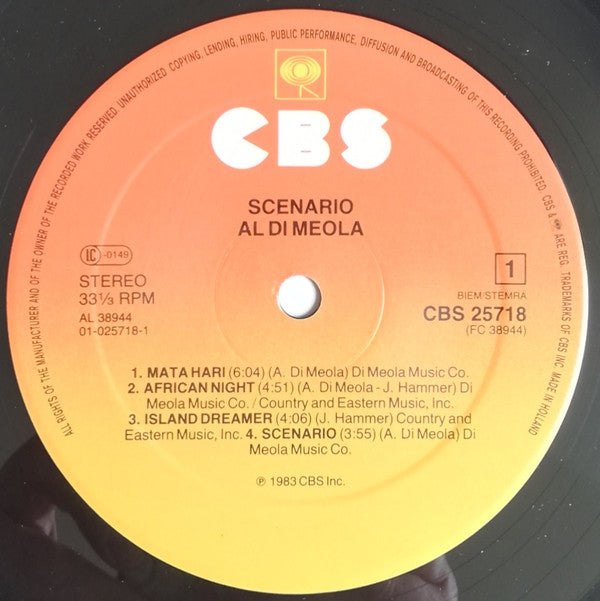 ALL RIGHTS OF THE MANUFACTURER AND OF THE OWNER OF THE RECORDED WORK RESERVED. UNAUTHORIZED COPYING, LENDING, HIRING, PUBLIC PERFORMANCE, DIFFUSION AND BROADCASTING OF THIS RECORDING PROHIBITED. CBS & ARE REG. TRADEMARKS OF CBS INC. MADE IN HOLLAND
CBS
SCENARIO
AL DI MEOLA
LC -0149
STEREO
33⅓ RPM
AL 38944
01-025718-1
1
BIEM/STEMRA
CBS 25718
(FC 38944)
1. MATA HARI (6:04) (A. Di Meola) Di Meola Music Co.
2. AFRICAN NIGHT (4:51) (A. Di Meola - J. Hammer) Di
Meola Music Co. / Country and Eastern Music, Inc.
3. ISLAND DREAMER (4:06) (J. Hammer) Country and
Eastern Music, Inc. 4. SCENARIO (3:55) (A. Di Meola) Di
Meola Music Co.
℗ 1983 CBS Inc.